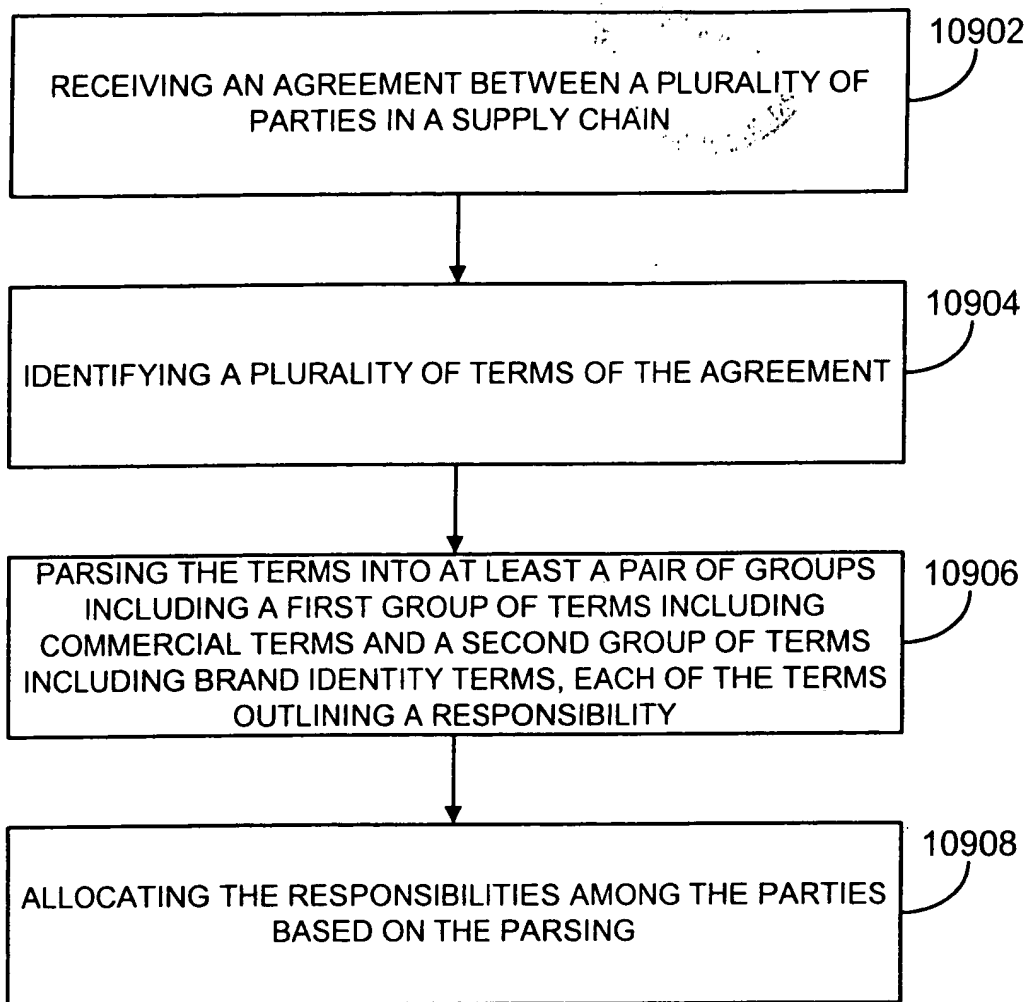 10902
RECEIVING AN AGREEMENT BETWEEN A PLURALITY OF
PARTIES IN A SUPPLY CHAIN
10904
IDENTIFYING A PLURALITY OF TERMS OF THE AGREEMENT
10906
PARSING THE TERMS INTO AT LEAST A PAIR OF GROUPS
INCLUDING A FIRST GROUP OF TERMS INCLUDING
COMMERCIAL TERMS AND A SECOND GROUP OF TERMS
INCLUDING BRAND IDENTITY TERMS, EACH OF THE TERMS
OUTLINING A RESPONSIBILITY
10908
ALLOCATING THE RESPONSIBILITIES AMONG THE PARTIES
BASED ON THE PARSING